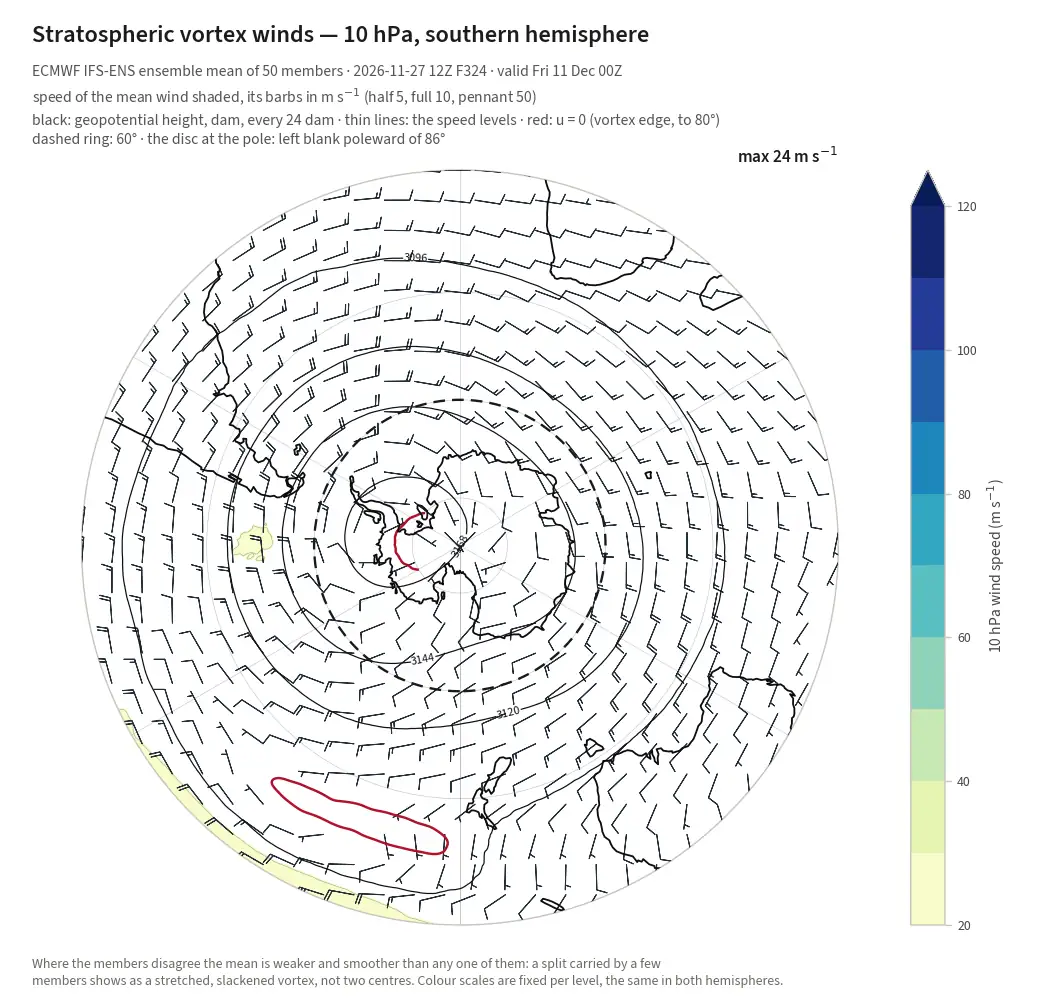 Stratospheric vortex winds — 10 hPa, southern hemisphere
ECMWF IFS-ENS ensemble mean of 50 members · 2026-11-27 12Z F324 · valid Fri 11 Dec 00Z
speed of the mean wind shaded, its barbs in m s⁻¹ (half 5, full 10, pennant 50)
black: geopotential height, dam, every 24 dam · thin lines: the speed levels · red: u = 0 (vortex edge, to 80°)
dashed ring: 60° · the disc at the pole: left blank poleward of 86°
max 24 m s⁻¹
3096
3168
3144
3120
120
100
80
60
40
20
10 hPa wind speed (m s⁻¹)
Where the members disagree the mean is weaker and smoother than any one of them: a split carried by a few
members shows as a stretched, slackened vortex, not two centres. Colour scales are fixed per level, the same in both hemispheres.